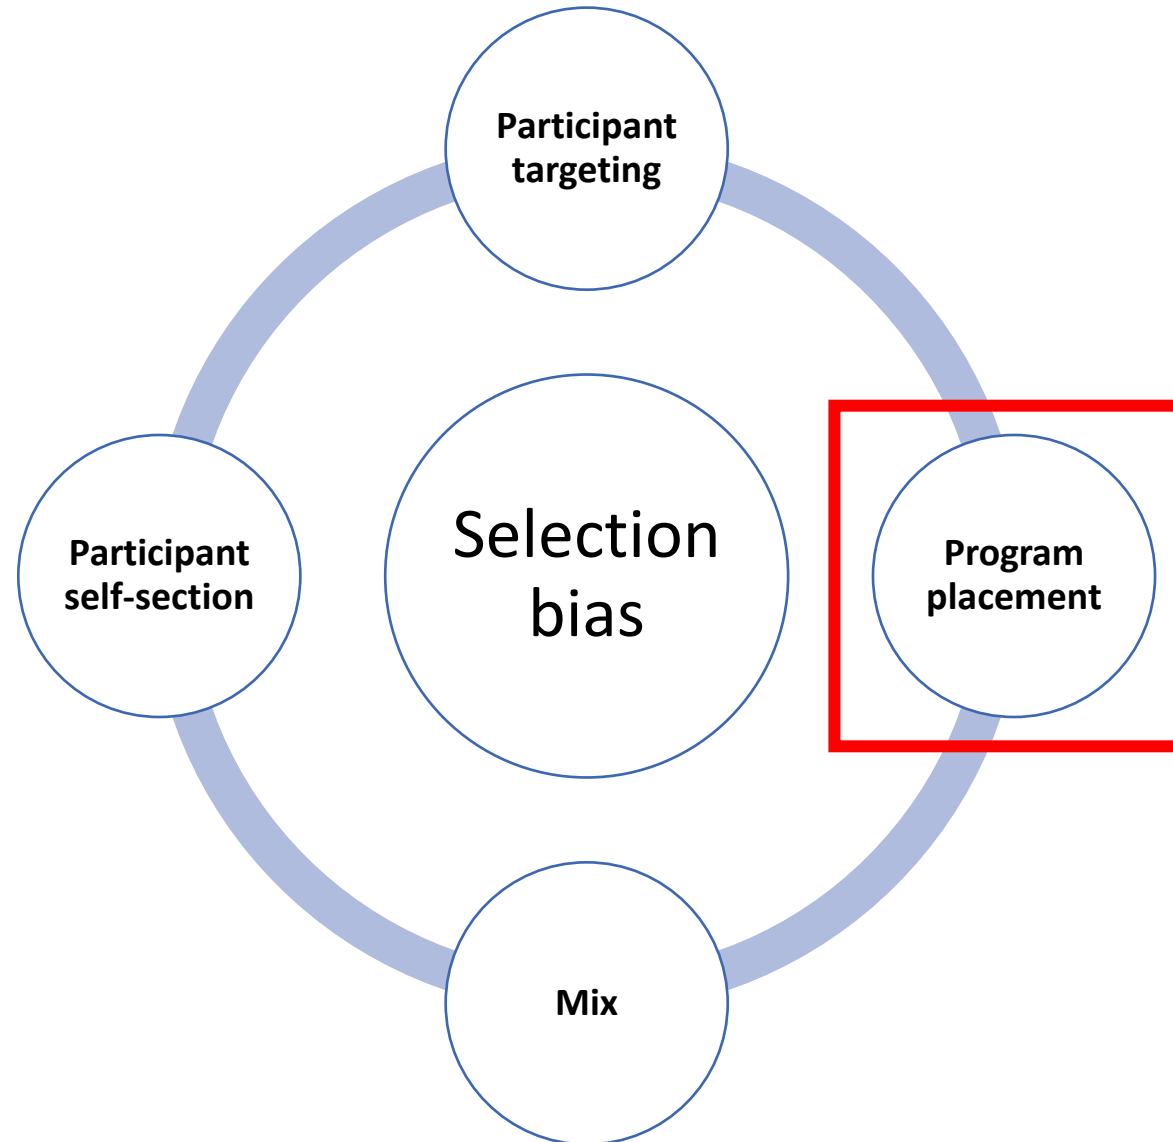 Participant
targeting
Participant
self-section
Selection
bias
Program
placement
Mix